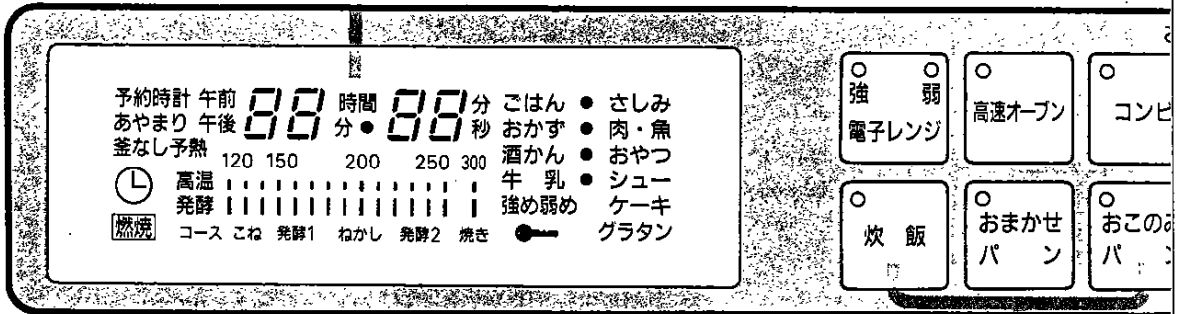 予約時計 午前 88 時間 88 分 ごはん ● さしみ
あやまり 午後 分 ● 秒 おかず ● 肉・魚
釜なし予熱 120 150 200 250 300 酒かん ● おやつ
高温 牛 乳 ● シュー
発酵 強め弱め ケーキ
燃焼 コース こね 発酵1 ねかし 発酵2 焼き グラタン
強 弱
電子レンジ
高速オーブン
炊 飯
おまかせ
パ ン